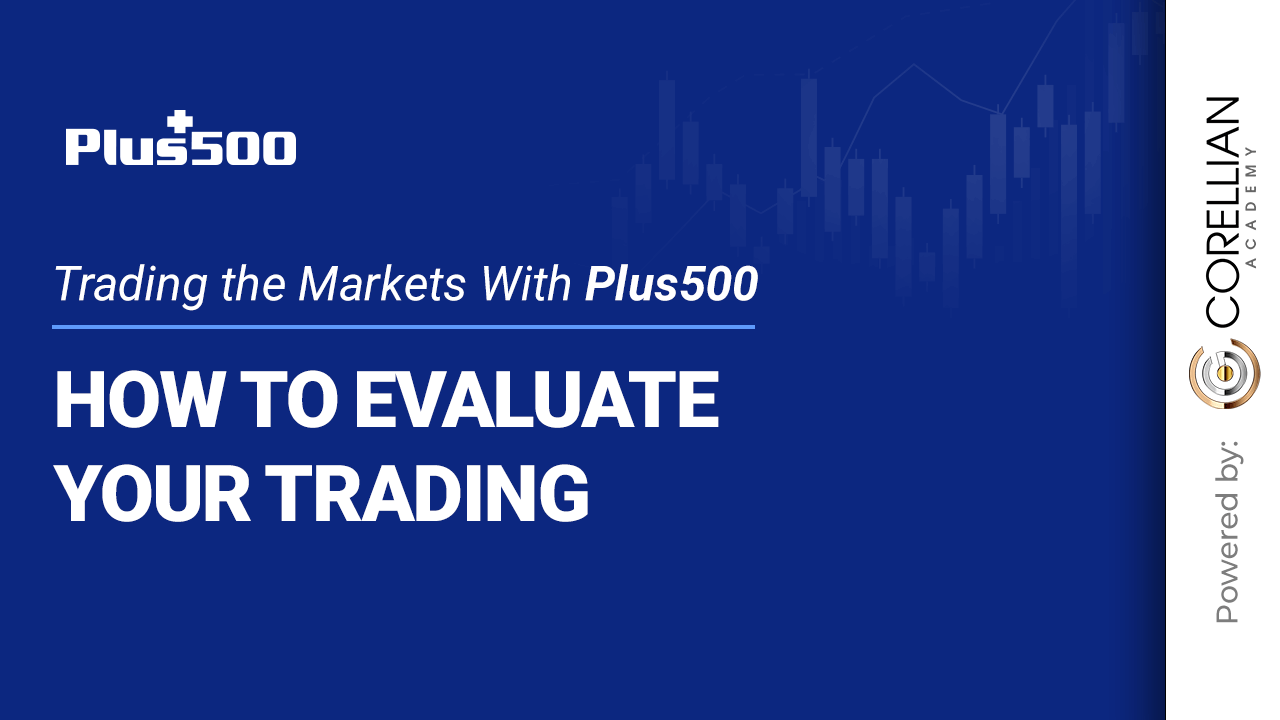 Plus500
Trading the Markets With Plus500
HOW TO EVALUATE
YOUR TRADING
Powered by:
CORELLIAN
ACADEMY